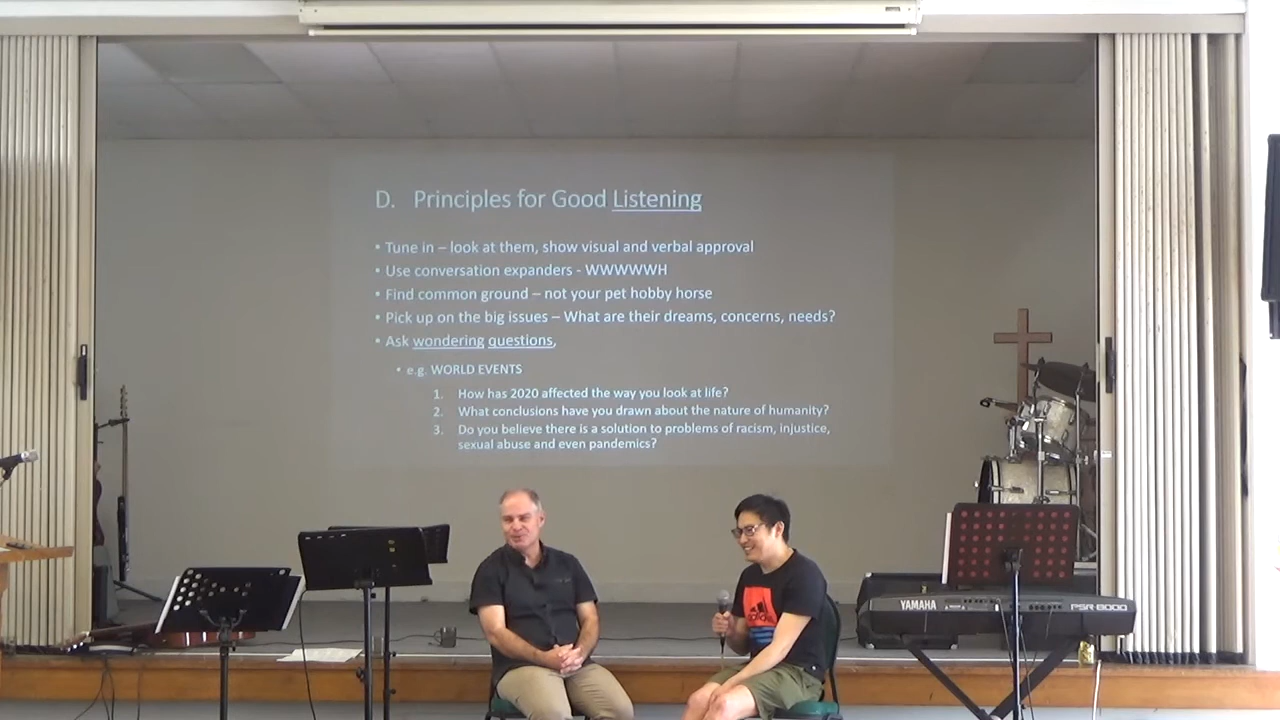 D. Principles for Good Listening
• Tune in – look at them, show visual and verbal approval
• Use conversation expanders - WWWWWH
• Find common ground – not your pet hobby horse
• Pick up on the big issues – What are their dreams, concerns, needs?
• Ask wondering questions,
• e.g. WORLD EVENTS
1. How has 2020 affected the way you look at life?
2. What conclusions have you drawn about the nature of humanity?
3. Do you believe there is a solution to problems of racism, injustice,
sexual abuse and even pandemics?
adidas
YAMAHA
PSR-8000